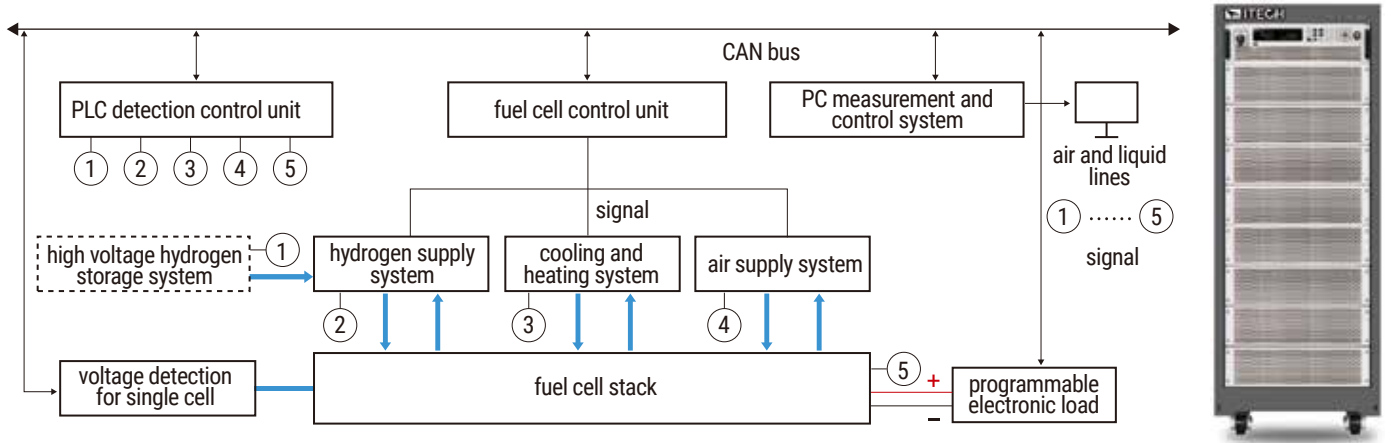 CAN bus
PLC detection control unit
fuel cell control unit
PC measurement and
control system
1 2 3 4 5
air and liquid
lines
1 ...... 5
signal
signal
high voltage hydrogen
storage system
1
hydrogen supply
system
cooling and
heating system
air supply system
2
3
4
voltage detection
for single cell
fuel cell stack
5
+
−
programmable
electronic load
ITECH